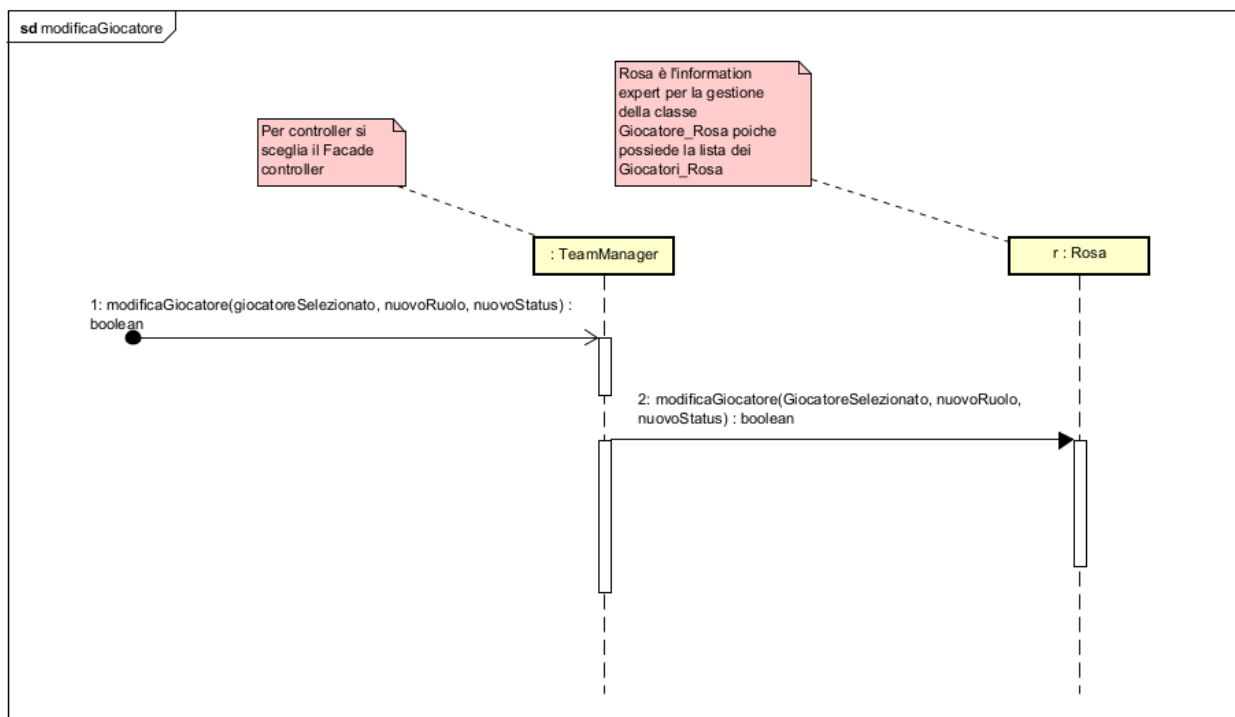 sd modificaGiocatore
Rosa è l'information
expert per la gestione
della classe
Giocatore_Rosa poiche
possiede la lista dei
Giocatori_Rosa
Per controller si
sceglia il Facade
controller
: TeamManager
r : Rosa
1: modificaGiocatore(giocatoreSelezionato, nuovoRuolo, nuovoStatus) :
boolean
2: modificaGiocatore(GiocatoreSelezionato, nuovoRuolo,
nuovoStatus) : boolean